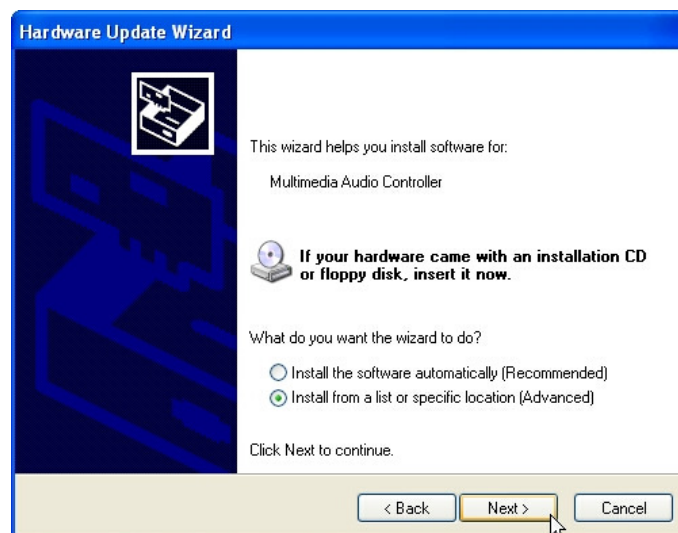 Hardware Update Wizard
This wizard helps you install software for:
Multimedia Audio Controller
If your hardware came with an installation CD
or floppy disk, insert it now.
What do you want the wizard to do?
Install the software automatically (Recommended)
Install from a list or specific location (Advanced)
Click Next to continue.
< Back Next > Cancel